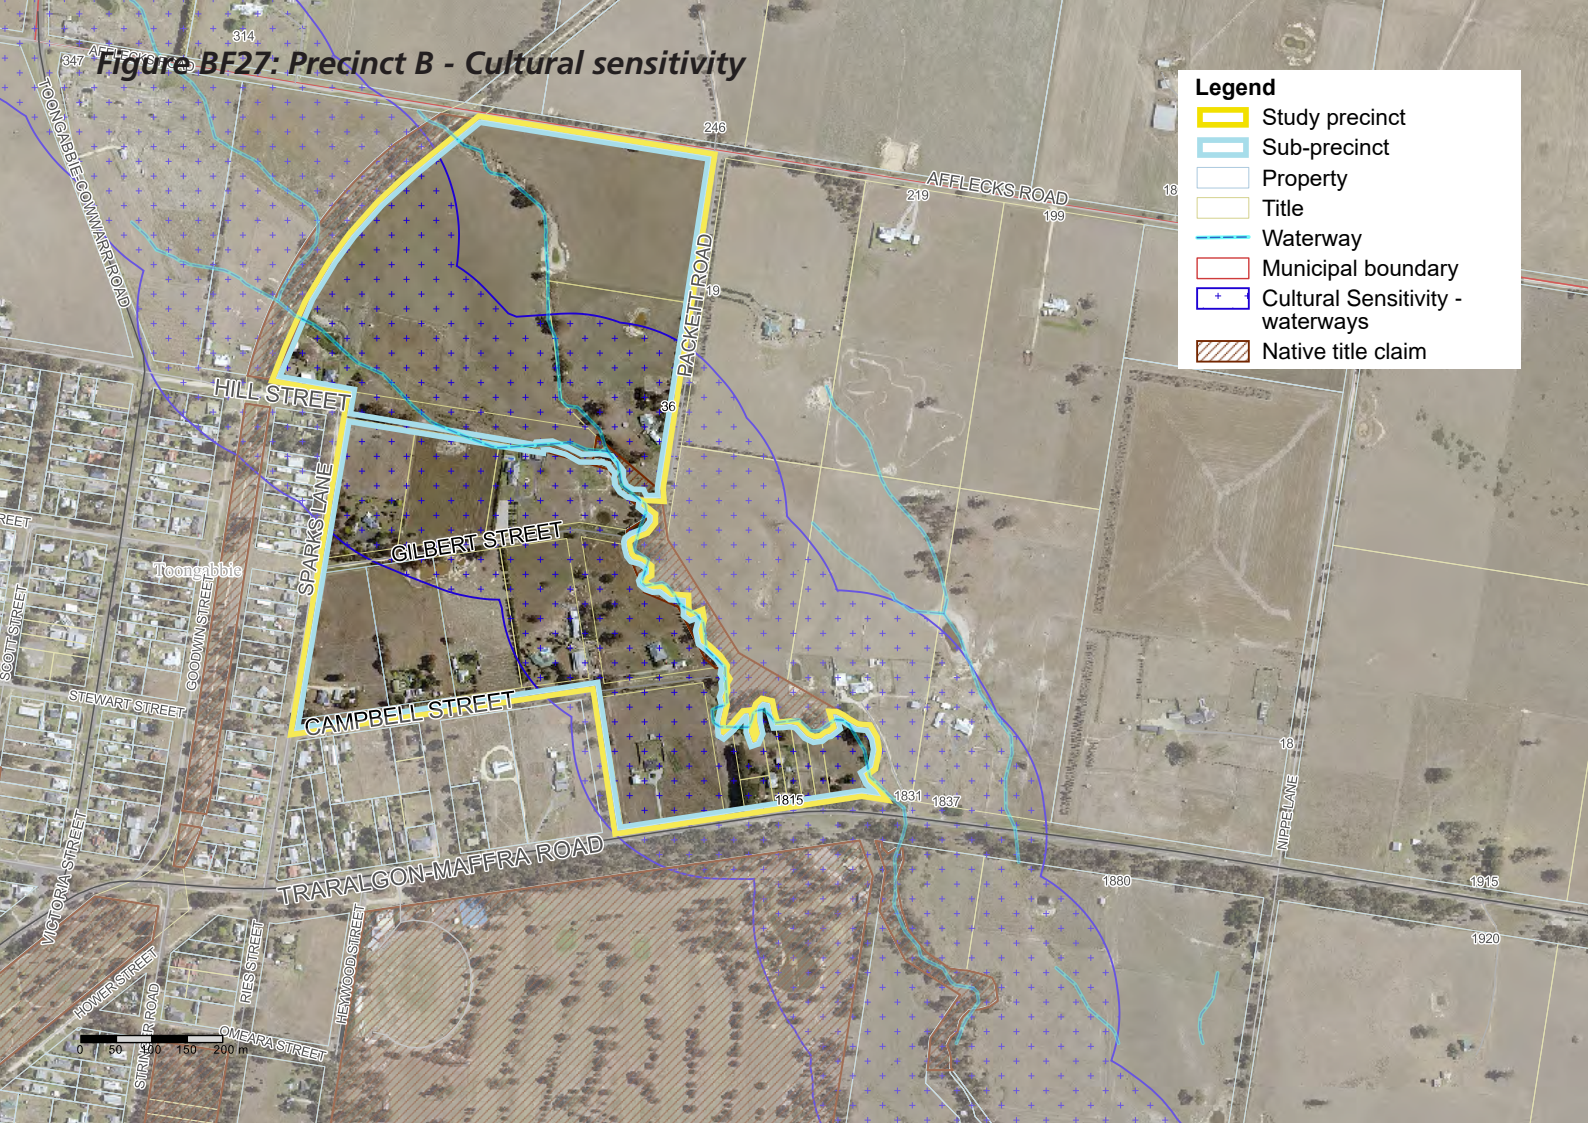 Figure BF27: Precinct B - Cultural sensitivity
Legend
Study precinct
Sub-precinct
Property
Title
Waterway
Municipal boundary
Cultural Sensitivity -
waterways
Native title claim
314
347
AFFLECKS ROAD
TOONGABBIE-COWWARR ROAD
246
AFFLECKS ROAD
219
199
18
PACKETT ROAD
19
36
HILL STREET
SPARKS LANE
GILBERT STREET
Toongabbie
GOODWIN STREET
SCOTT STREET
REET
STEWART STREET
CAMPBELL STREET
1815
1831
1837
18
NIPPE LANE
VICTORIA STREET
TRARALGON-MAFFRA ROAD
1880
1915
1920
HOWER STREET
RIES STREET
HEYWOOD STREET
OMEARA STREET
0 50 100 150 200 m